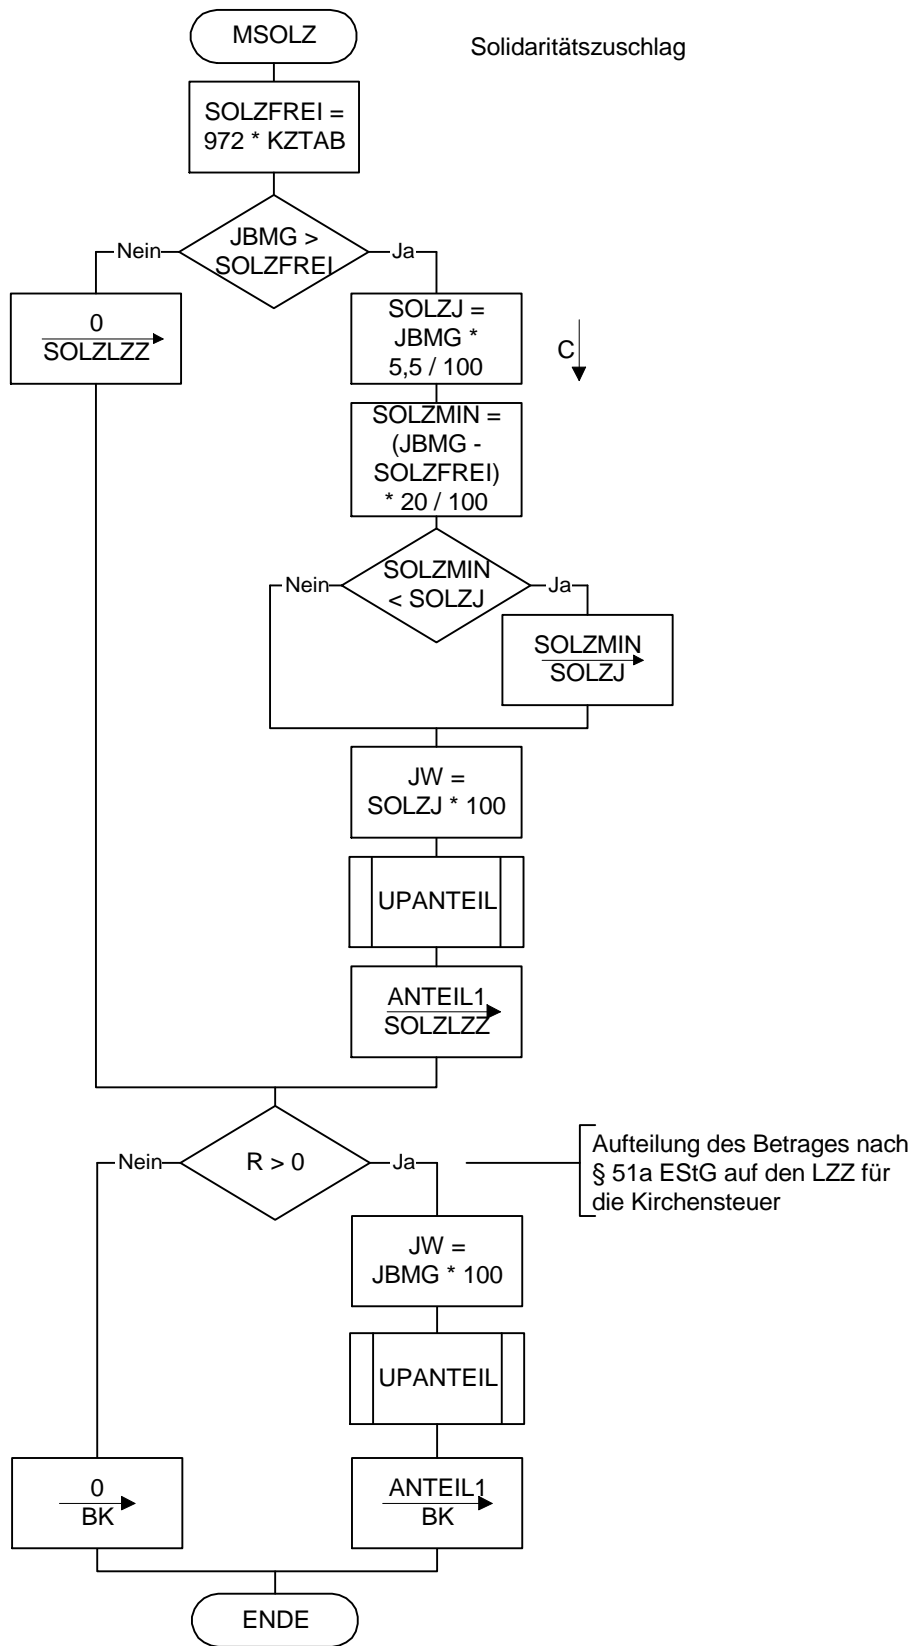 MSOLZ
Solidaritätszuschlag
SOLZFREI =
972 * KZTAB
JBMG >
SOLZFREI
Nein
Ja
0
SOLZLZZ
SOLZJ =
JBMG *
5,5 / 100
C
SOLZMIN =
(JBMG -
SOLZFREI)
* 20 / 100
SOLZMIN
< SOLZJ
Nein
Ja
SOLZMIN
SOLZJ
JW =
SOLZJ * 100
UPANTEIL
ANTEIL1
SOLZLZZ
Nein
R > 0
Ja
Aufteilung des Betrages nach
§ 51a EStG auf den LZZ für
die Kirchensteuer
JW =
JBMG * 100
UPANTEIL
0
BK
ANTEIL1
BK
ENDE